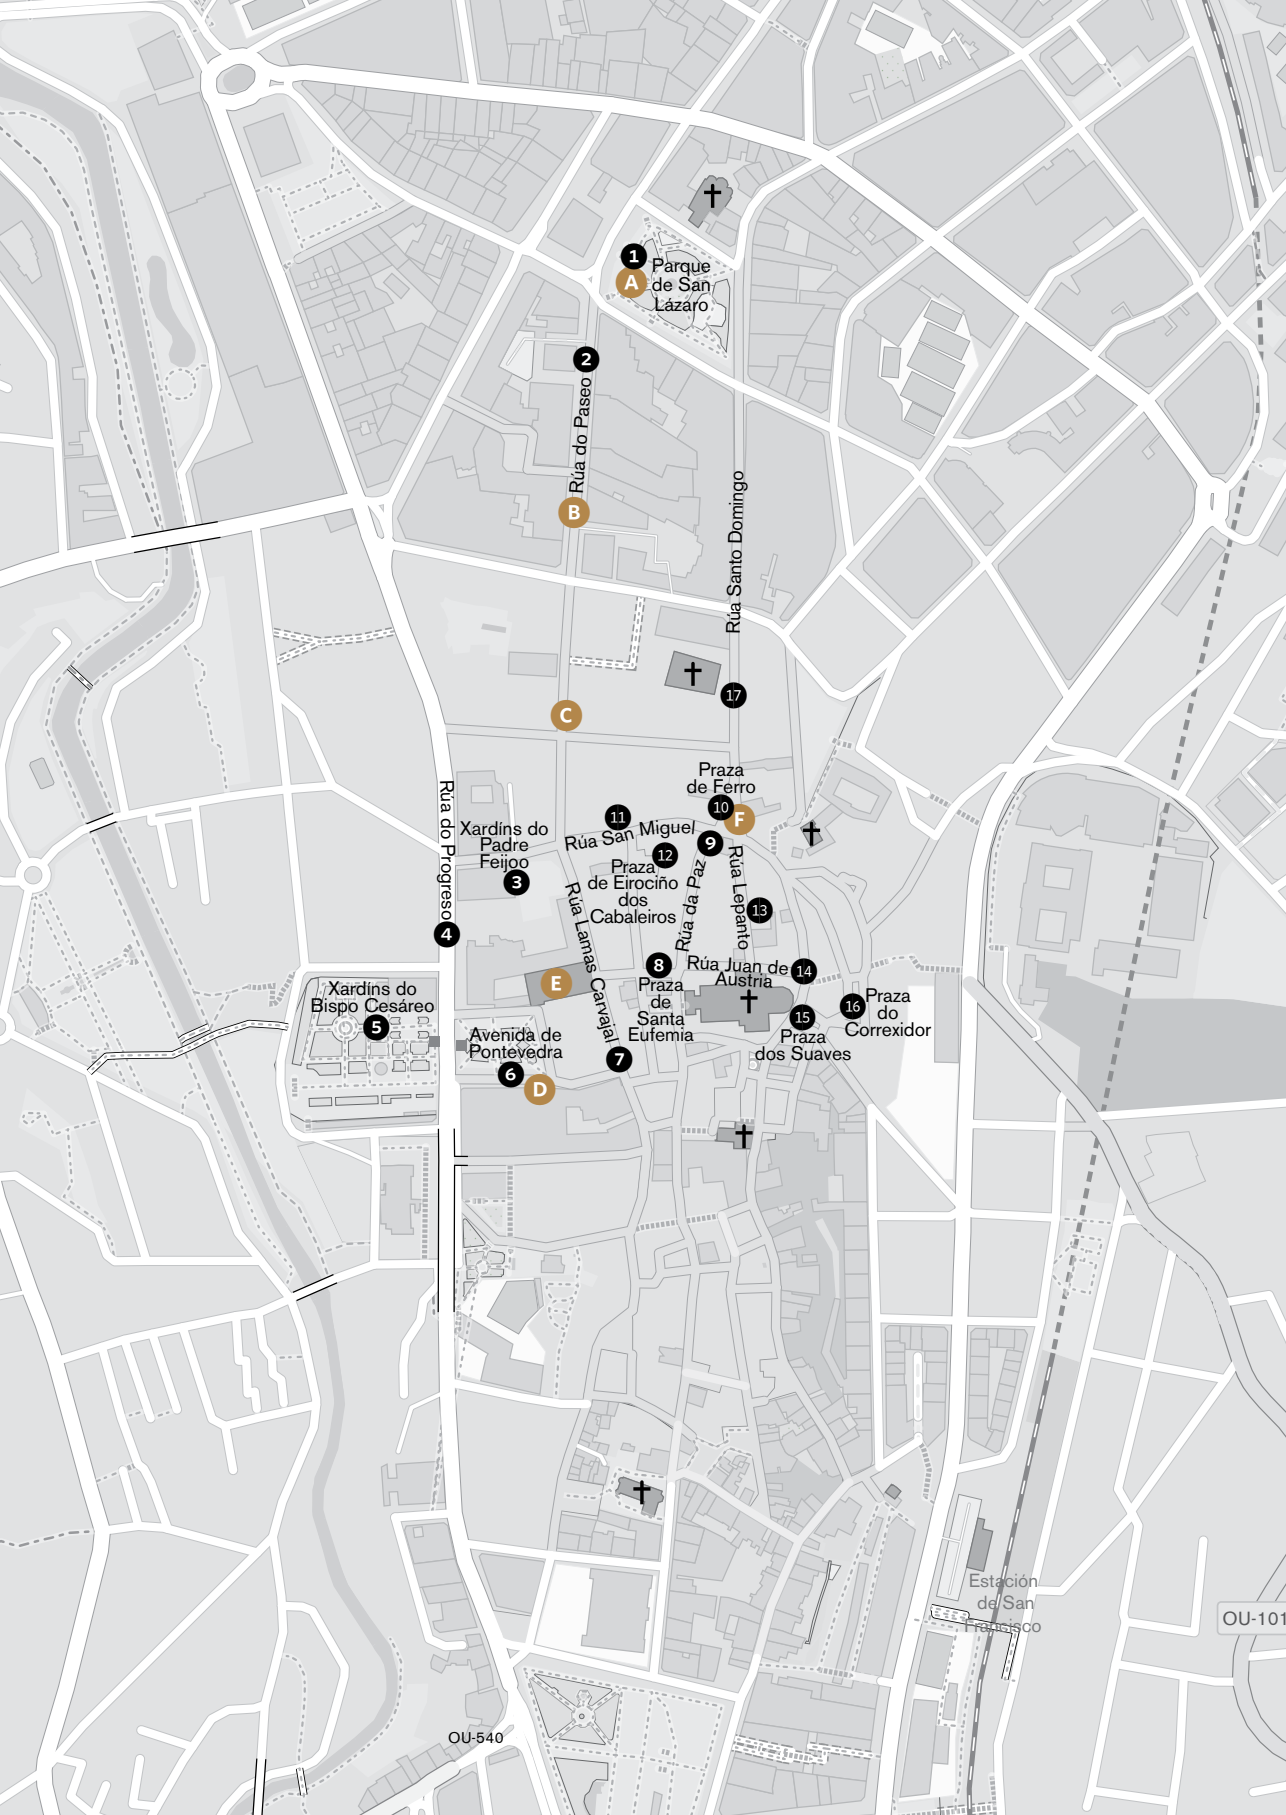 1
A
Parque
de San
Lázaro
2
Rúa do Paseo
B
Rúa Santo Domingo
17
C
Praza
de Ferro
10
F
11
Rúa San Miguel
9
12
Rúa do Progreso
Xardíns do
Padre
Feijoo
3
Praza
de Eirociño
dos
Cabaleiros
Rúa da Paz
Rúa Lepanto
13
Rúa Lamas Carvajal
4
8
Rúa Juan de
Austria
14
E
Praza
de
Santa
Eufemia
Xardíns do
Bispo Cesáreo
5
16
Praza
do
Correxidor
15
Praza
dos Suaves
Avenida de
Pontevedra
6
7
D
Estación
de San
Francisco
OU-101
OU-540